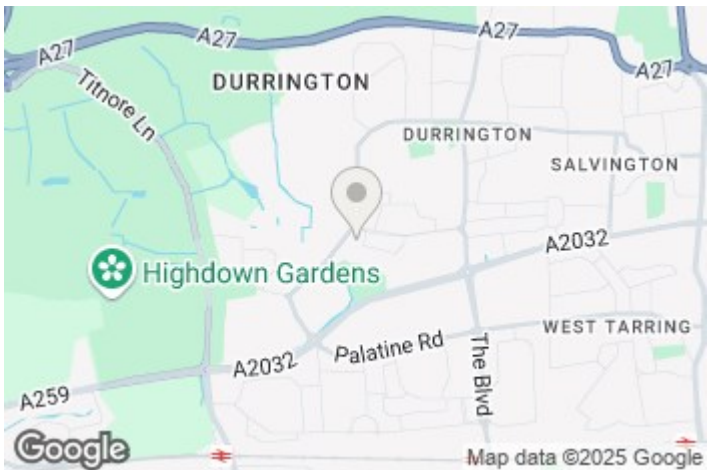 A27
A27
A27
A27
Titnore Ln
DURRINGTON
DURRINGTON
SALVINGTON
A2032
Highdown Gardens
WEST TARRING
Palatine Rd
The Blvd
A2032
A259
Google
Map data ©2025 Google